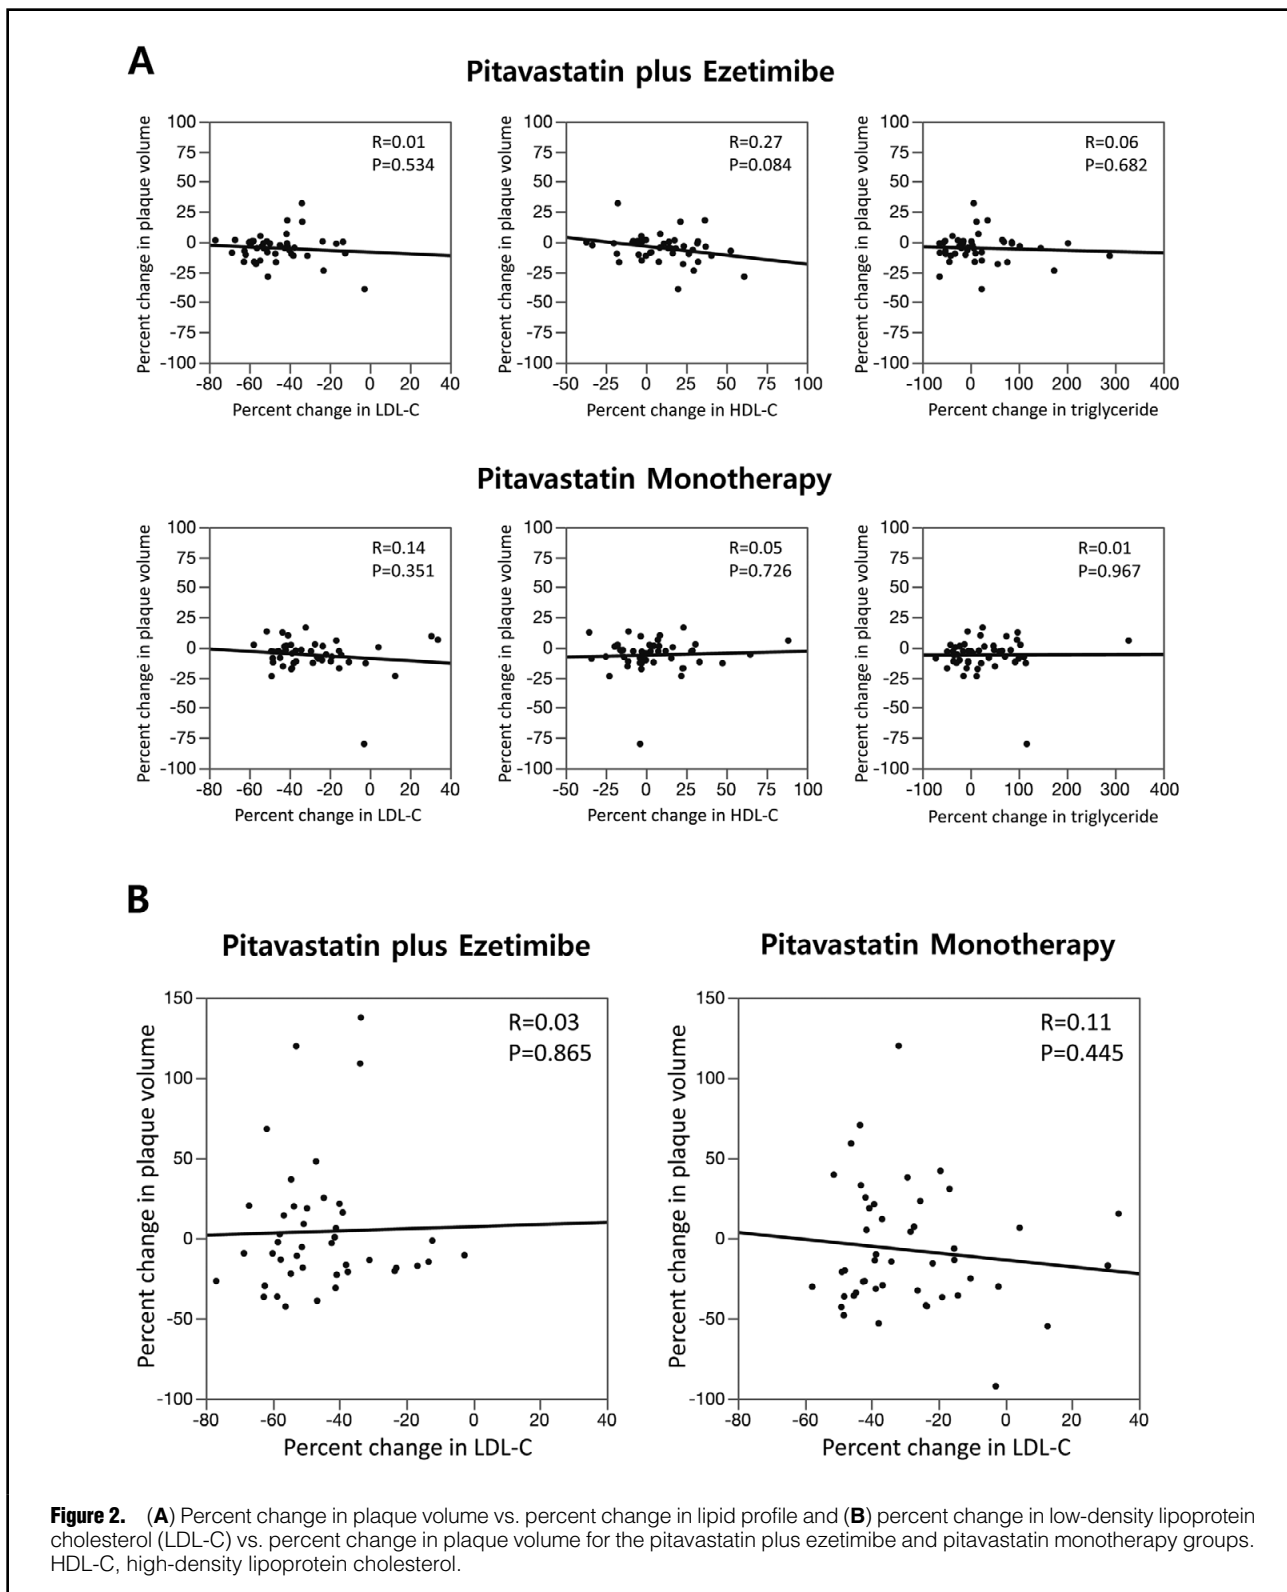 A
Pitavastatin plus Ezetimibe
Percent change in plaque volume
100
75
50
25
0
-25
-50
-75
-100
R=0.01
P=0.534
-80 -60 -40 -20 0 20 40
Percent change in LDL-C
Percent change in plaque volume
100
75
50
25
0
-25
-50
-75
-100
R=0.27
P=0.084
-50 -25 0 25 50 75 100
Percent change in HDL-C
Percent change in plaque volume
100
75
50
25
0
-25
-50
-75
-100
R=0.06
P=0.682
-100 0 100 200 300 400
Percent change in triglyceride
Pitavastatin Monotherapy
Percent change in plaque volume
100
75
50
25
0
-25
-50
-75
-100
R=0.14
P=0.351
-80 -60 -40 -20 0 20 40
Percent change in LDL-C
Percent change in plaque volume
100
75
50
25
0
-25
-50
-75
-100
R=0.05
P=0.726
-50 -25 0 25 50 75 100
Percent change in HDL-C
Percent change in plaque volume
100
75
50
25
0
-25
-50
-75
-100
R=0.01
P=0.967
-100 0 100 200 300 400
Percent change in triglyceride
B
Pitavastatin plus Ezetimibe
Percent change in plaque volume
150
100
50
0
-50
-100
R=0.03
P=0.865
-80 -60 -40 -20 0 20 40
Percent change in LDL-C
Pitavastatin Monotherapy
Percent change in plaque volume
150
100
50
0
-50
-100
R=0.11
P=0.445
-80 -60 -40 -20 0 20 40
Percent change in LDL-C
Figure 2. (A) Percent change in plaque volume vs. percent change in lipid profile and (B) percent change in low-density lipoprotein
cholesterol (LDL-C) vs. percent change in plaque volume for the pitavastatin plus ezetimibe and pitavastatin monotherapy groups.
HDL-C, high-density lipoprotein cholesterol.